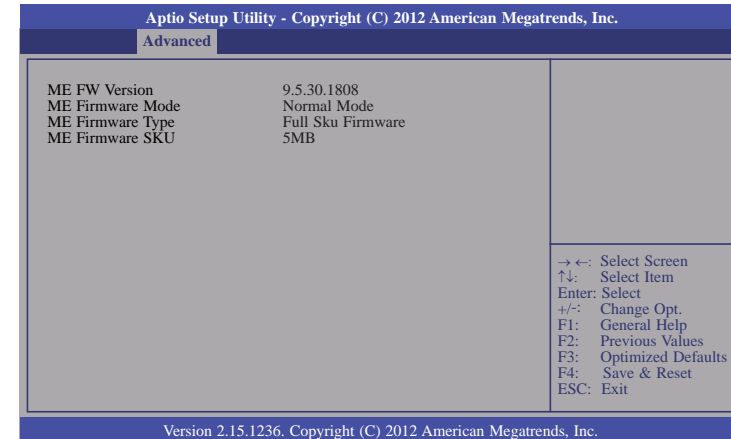 Aptio Setup Utility - Copyright (C) 2012 American Megatrends, Inc.
Advanced
ME FW Version 9.5.30.1808
ME Firmware Mode Normal Mode
ME Firmware Type Full Sku Firmware
ME Firmware SKU 5MB
→ ←: Select Screen
↑↓: Select Item
Enter: Select
+/-: Change Opt.
F1: General Help
F2: Previous Values
F3: Optimized Defaults
F4: Save & Reset
ESC: Exit
Version 2.15.1236. Copyright (C) 2012 American Megatrends, Inc.